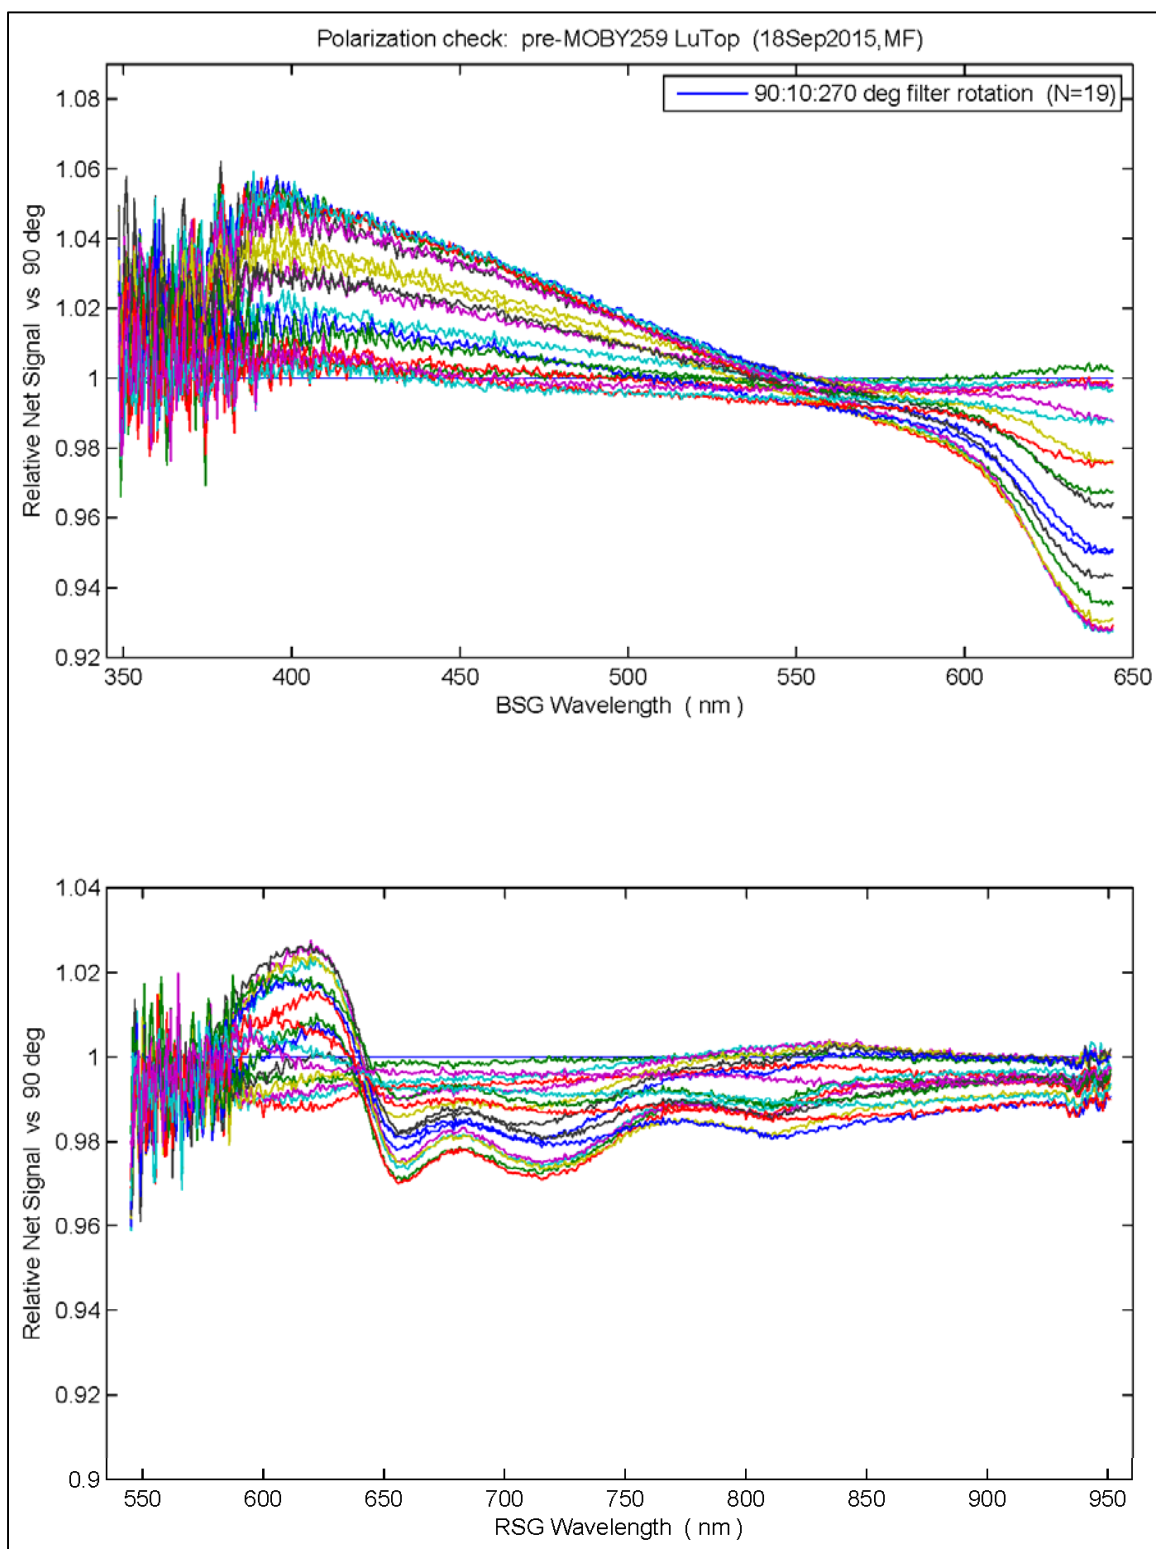 Polarization check: pre-MOBY259 LuTop (18Sep2015,MF)
90:10:270 deg filter rotation (N=19)
Relative Net Signal vs 90 deg
1.08
1.06
1.04
1.02
1
0.98
0.96
0.94
0.92
350 400 450 500 550 600 650
BSG Wavelength ( nm )
Relative Net Signal vs 90 deg
1.04
1.02
1
0.98
0.96
0.94
0.92
0.9
550 600 650 700 750 800 850 900 950
RSG Wavelength ( nm )